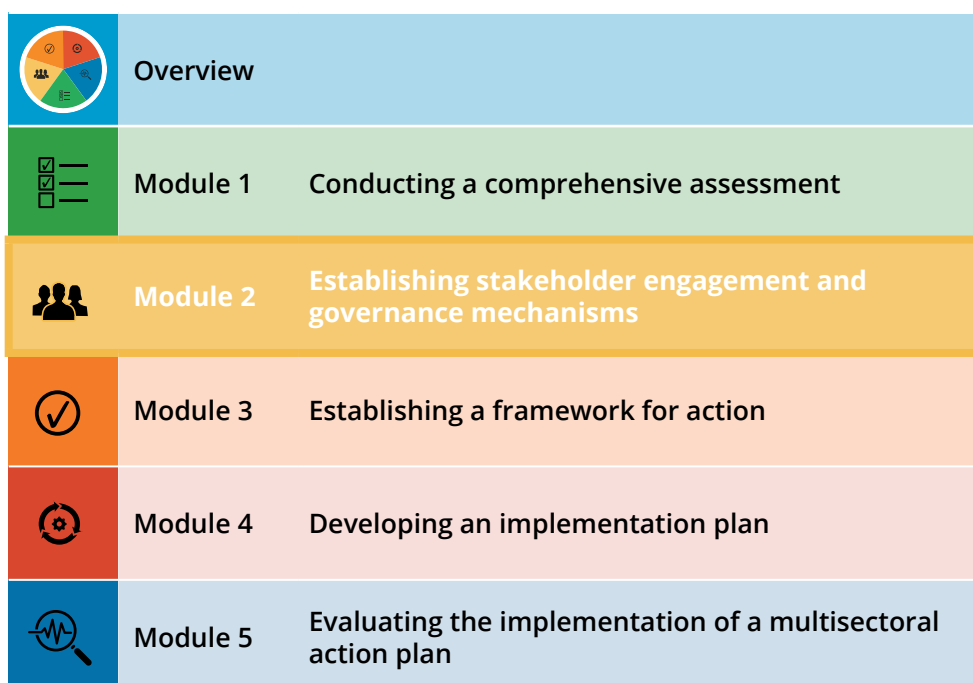 Overview
Module 1 Conducting a comprehensive assessment
Module 2 Establishing stakeholder engagement and
governance mechanisms
Module 3 Establishing a framework for action
Module 4 Developing an implementation plan
Module 5 Evaluating the implementation of a multisectoral
action plan